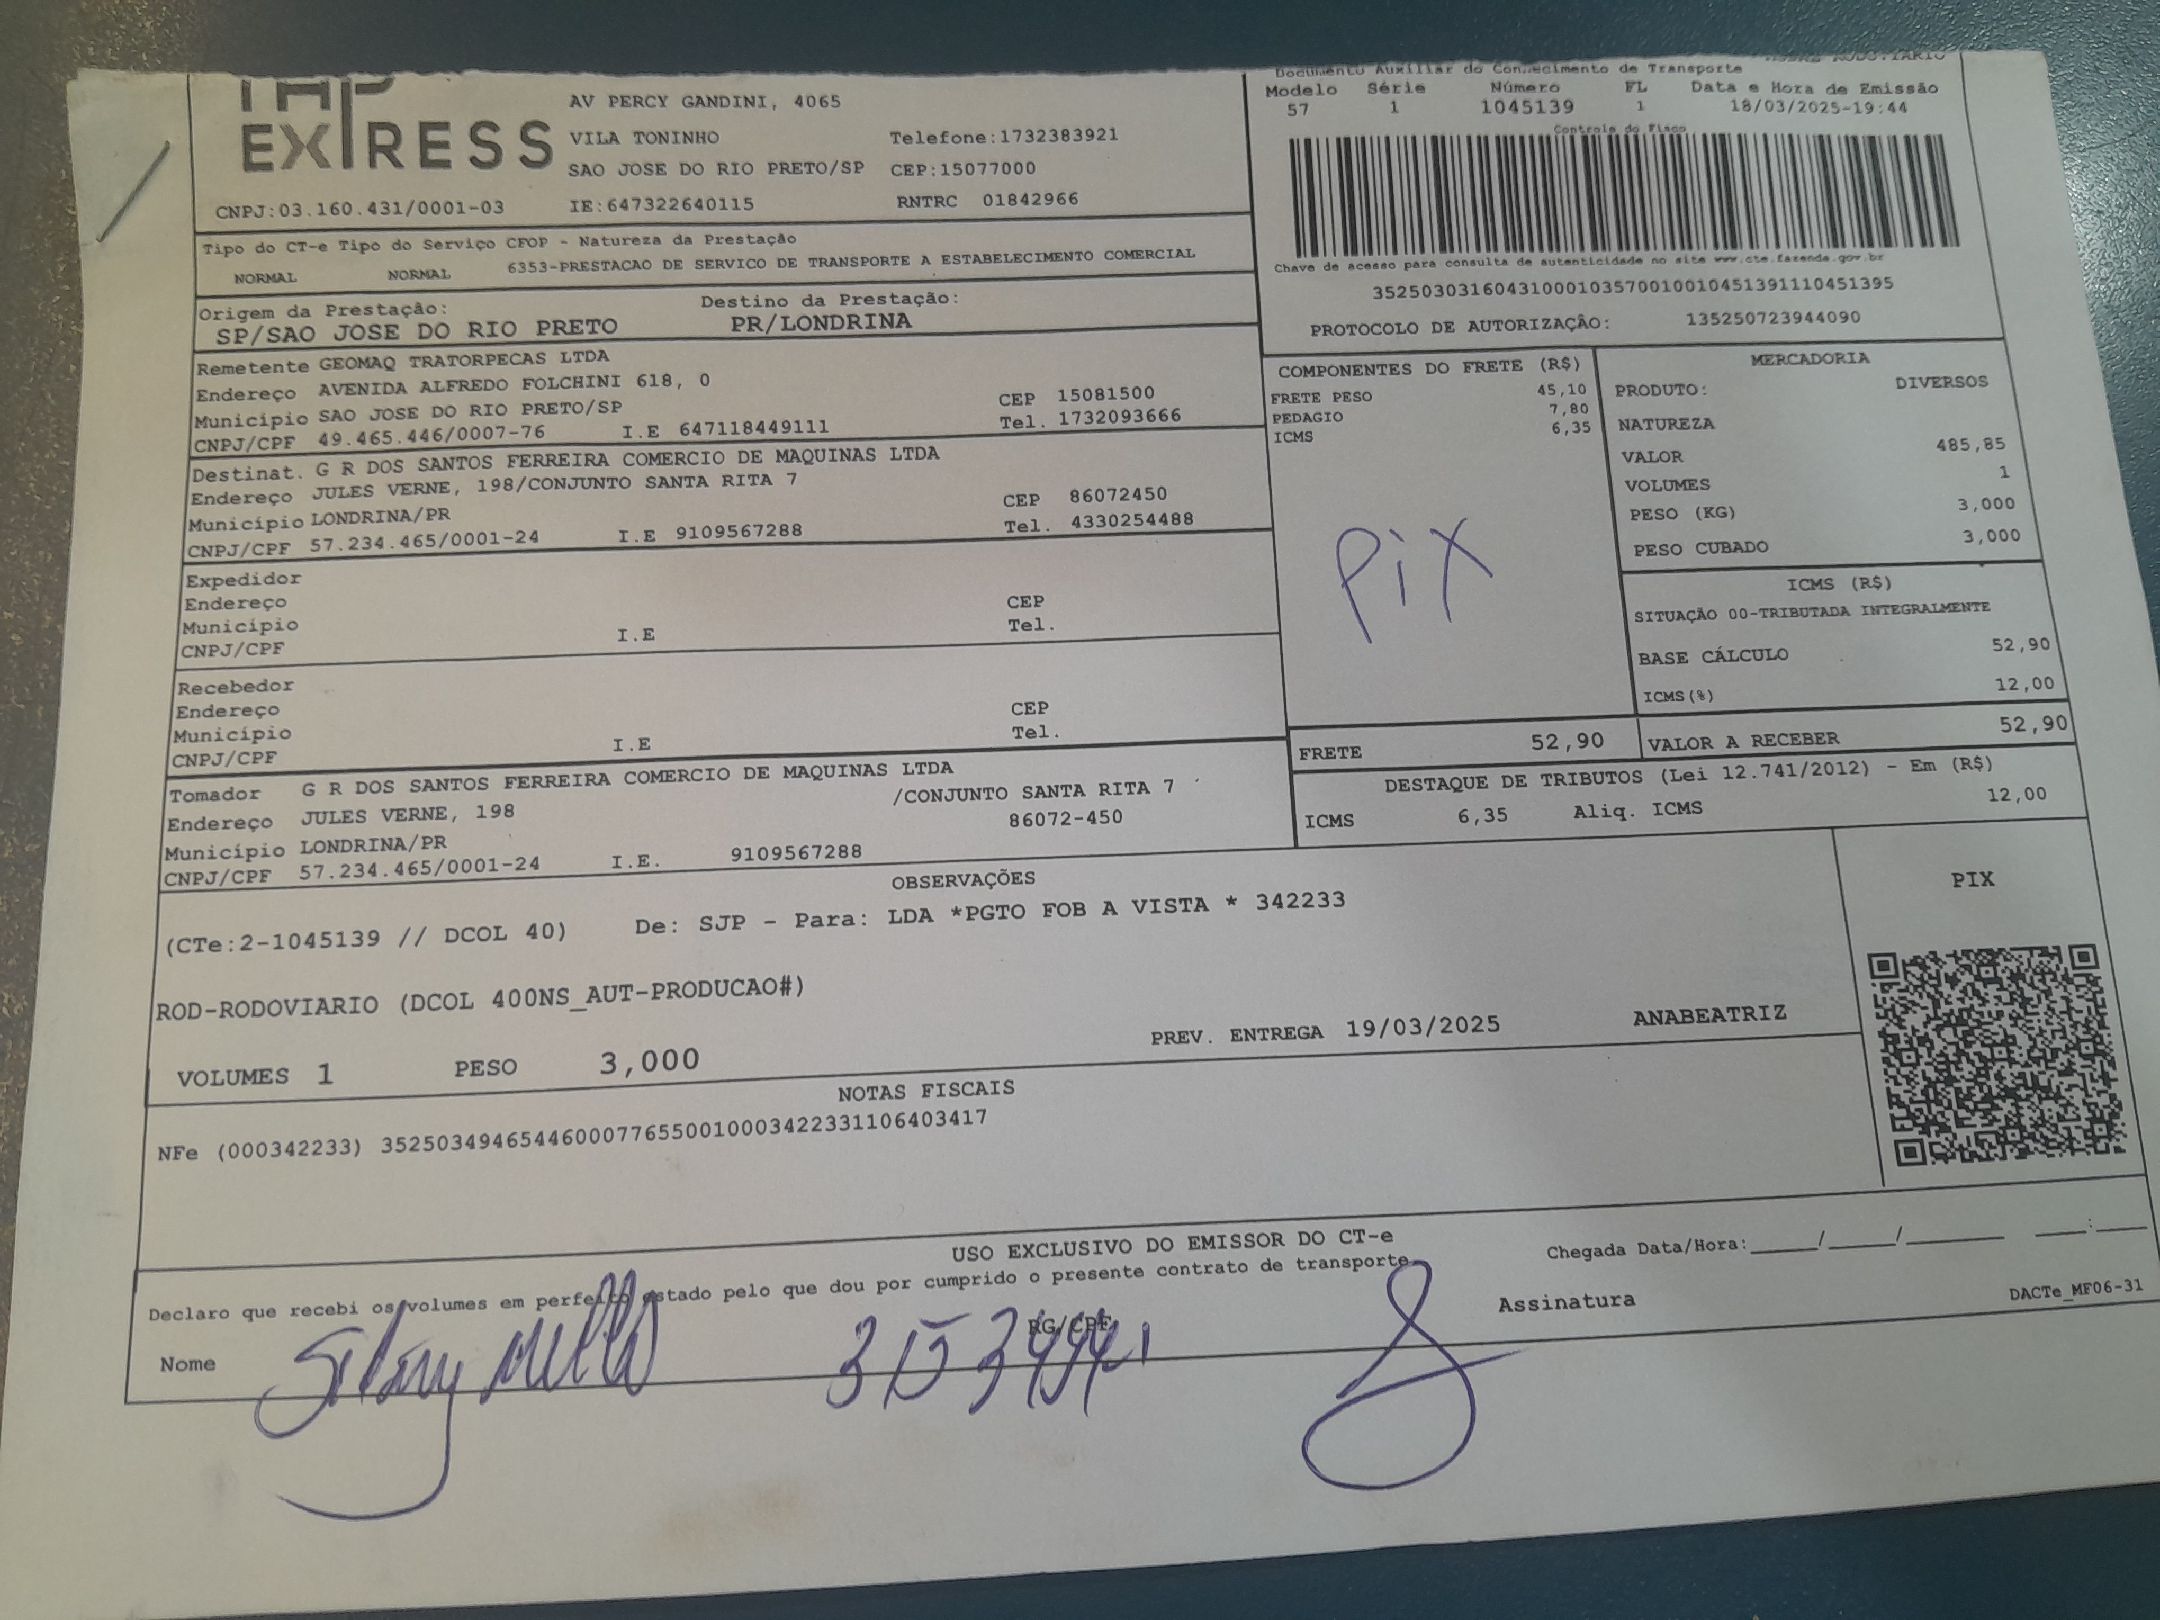 EXPRESS
AV PERCY GANDINI, 4065
VILA TONINHO Telefone:1732383921
SAO JOSE DO RIO PRETO/SP CEP:15077000
CNPJ:03.160.431/0001-03 IE:647322640115 RNTRC 01842966
Documento Auxiliar do Conhecimento de Transporte
Modelo Série Número FL Data e Hora de Emissão
57 1 1045139 1 18/03/2025-19:44
Controle do Fisco
Chave de acesso para consulta de autenticidade no site www.cte.fazenda.gov.br
35250303160431000103570010010451391110451395
PROTOCOLO DE AUTORIZAÇÃO: 135250723944090
Tipo do CT-e Tipo do Serviço CFOP - Natureza da Prestação
NORMAL NORMAL 6353-PRESTACAO DE SERVICO DE TRANSPORTE A ESTABELECIMENTO COMERCIAL
Origem da Prestação: Destino da Prestação:
SP/SAO JOSE DO RIO PRETO PR/LONDRINA
Remetente GEOMAQ TRATORPECAS LTDA
Endereço AVENIDA ALFREDO FOLCHINI 618, 0 CEP 15081500
Município SAO JOSE DO RIO PRETO/SP Tel. 1732093666
CNPJ/CPF 49.465.446/0007-76 I.E 647118449111
Destinat. G R DOS SANTOS FERREIRA COMERCIO DE MAQUINAS LTDA
Endereço JULES VERNE, 198/CONJUNTO SANTA RITA 7 CEP 86072450
Município LONDRINA/PR Tel. 4330254488
CNPJ/CPF 57.234.465/0001-24 I.E 9109567288
Expedidor
Endereço CEP
Município Tel.
CNPJ/CPF I.E
Recebedor
Endereço CEP
Município Tel.
CNPJ/CPF I.E
Tomador G R DOS SANTOS FERREIRA COMERCIO DE MAQUINAS LTDA
Endereço JULES VERNE, 198 /CONJUNTO SANTA RITA 7
Município LONDRINA/PR 86072-450
CNPJ/CPF 57.234.465/0001-24 I.E. 9109567288
COMPONENTES DO FRETE (R$)
FRETE PESO 45,10
PEDAGIO 7,80
ICMS 6,35
PiX
MERCADORIA
PRODUTO: DIVERSOS
NATUREZA
VALOR 485,85
VOLUMES 1
PESO (KG) 3,000
PESO CUBADO 3,000
ICMS (R$)
SITUAÇÃO 00-TRIBUTADA INTEGRALMENTE
BASE CÁLCULO 52,90
ICMS(%) 12,00
FRETE 52,90 VALOR A RECEBER 52,90
DESTAQUE DE TRIBUTOS (Lei 12.741/2012) - Em (R$)
ICMS 6,35 Aliq. ICMS 12,00
OBSERVAÇÕES
(CTe:2-1045139 // DCOL 40) De: SJP - Para: LDA *PGTO FOB A VISTA * 342233
ROD-RODOVIARIO (DCOL 400NS_AUT-PRODUCAO#)
PREV. ENTREGA 19/03/2025 ANABEATRIZ
VOLUMES 1 PESO 3,000
PIX
NOTAS FISCAIS
NFe (000342233) 35250349465446000776550010003422331106403417
USO EXCLUSIVO DO EMISSOR DO CT-e
Declaro que recebi os volumes em perfeito estado pelo que dou por cumprido o presente contrato de transporte
Chegada Data/Hora:_____/_____/_______ ____:____
Nome RG/CPF Assinatura
DACTe_MF06-31